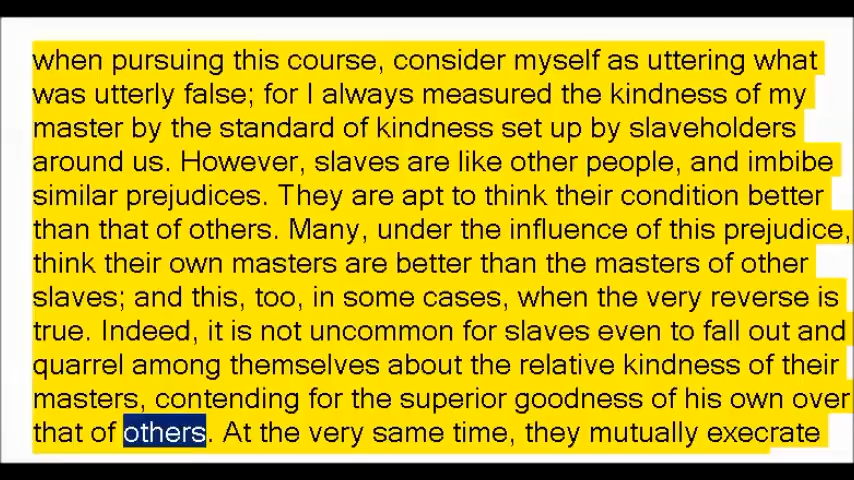 when pursuing this course, consider myself as uttering what
was utterly false; for I always measured the kindness of my
master by the standard of kindness set up by slaveholders
around us. However, slaves are like other people, and imbibe
similar prejudices. They are apt to think their condition better
than that of others. Many, under the influence of this prejudice,
think their own masters are better than the masters of other
slaves; and this, too, in some cases, when the very reverse is
true. Indeed, it is not uncommon for slaves even to fall out and
quarrel among themselves about the relative kindness of their
masters, contending for the superior goodness of his own over
that of others. At the very same time, they mutually execrate